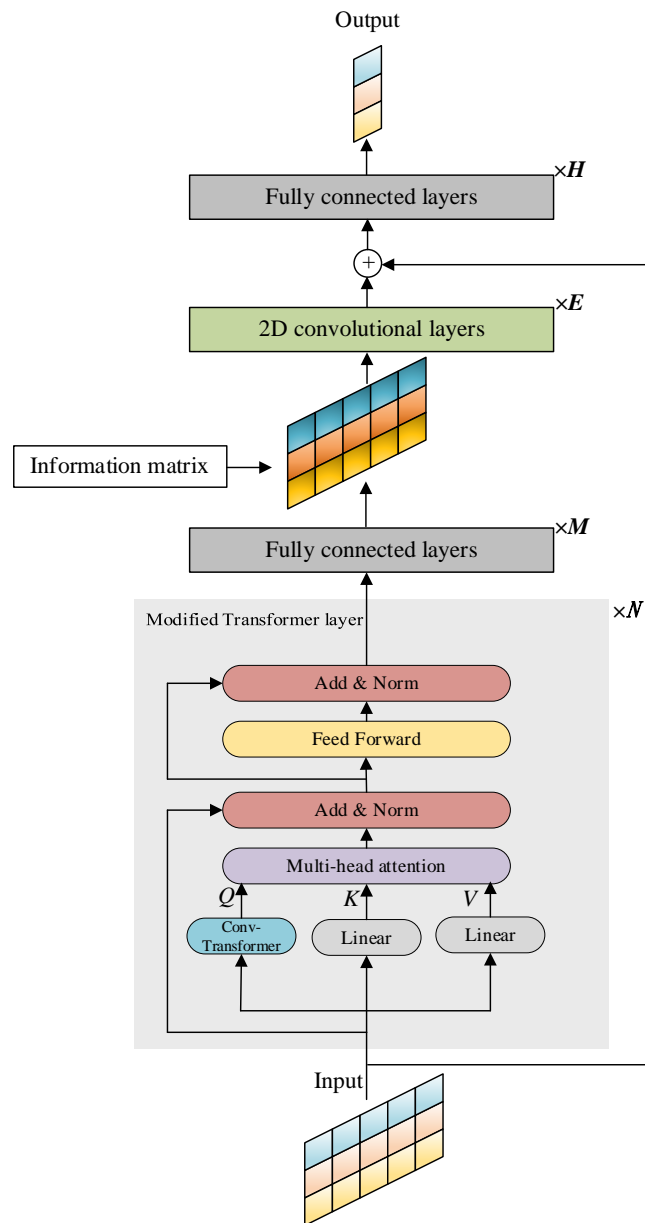 Output
×H
Fully connected layers
+
×E
2D convolutional layers
Information matrix
×M
Fully connected layers
Modified Transformer layer
×N
Add & Norm
Feed Forward
Add & Norm
Multi-head attention
Q K V
Conv-
Transformer
Linear
Linear
Input